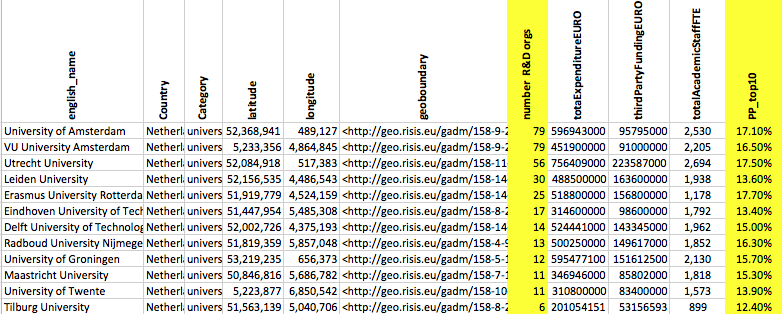 english_name Country Category latitude longitude geoboundary number R&D orgs totaExpenditureEURO thirdPartyFundingEURO totalAcademicStaffFTE PP_top10
University of Amsterdam Netherla univers 52,368,941 489,127 <http://geo.risis.eu/gadm/158-9-2 79 596943000 95795000 2,530 17.10%
VU University Amsterdam Netherla univers 5,233,356 4,864,845 <http://geo.risis.eu/gadm/158-9-2 79 451900000 91000000 2,205 16.50%
Utrecht University Netherla univers 52,084,918 517,383 <http://geo.risis.eu/gadm/158-11- 56 756409000 223587000 2,694 17.50%
Leiden University Netherla univers 52,156,535 4,486,543 <http://geo.risis.eu/gadm/158-14- 30 488500000 163600000 1,938 13.60%
Erasmus University Rotterda Netherla univers 51,919,779 4,524,159 <http://geo.risis.eu/gadm/158-14- 25 518800000 156800000 1,178 17.70%
Eindhoven University of Tech Netherla univers 51,447,954 5,485,308 <http://geo.risis.eu/gadm/158-8-2 17 314600000 98600000 1,792 13.40%
Delft University of Technolog Netherla univers 52,002,726 4,375,193 <http://geo.risis.eu/gadm/158-14- 14 524441000 143345000 1,962 15.00%
Radboud University Nijmege Netherla univers 51,819,359 5,857,048 <http://geo.risis.eu/gadm/158-4-9 13 500250000 149617000 1,852 16.30%
University of Groningen Netherla univers 53,219,235 656,373 <http://geo.risis.eu/gadm/158-5-1 12 595477000 151612500 2,130 15.70%
Maastricht University Netherla univers 50,846,816 5,686,782 <http://geo.risis.eu/gadm/158-7-1 11 346946000 85802000 1,818 15.30%
University of Twente Netherla univers 5,223,877 6,850,542 <http://geo.risis.eu/gadm/158-10- 11 310800000 83400000 1,573 13.90%
Tilburg University Netherla univers 51,563,139 5,040,706 <http://geo.risis.eu/gadm/158-8-2 6 201054151 53156593 899 12.40%